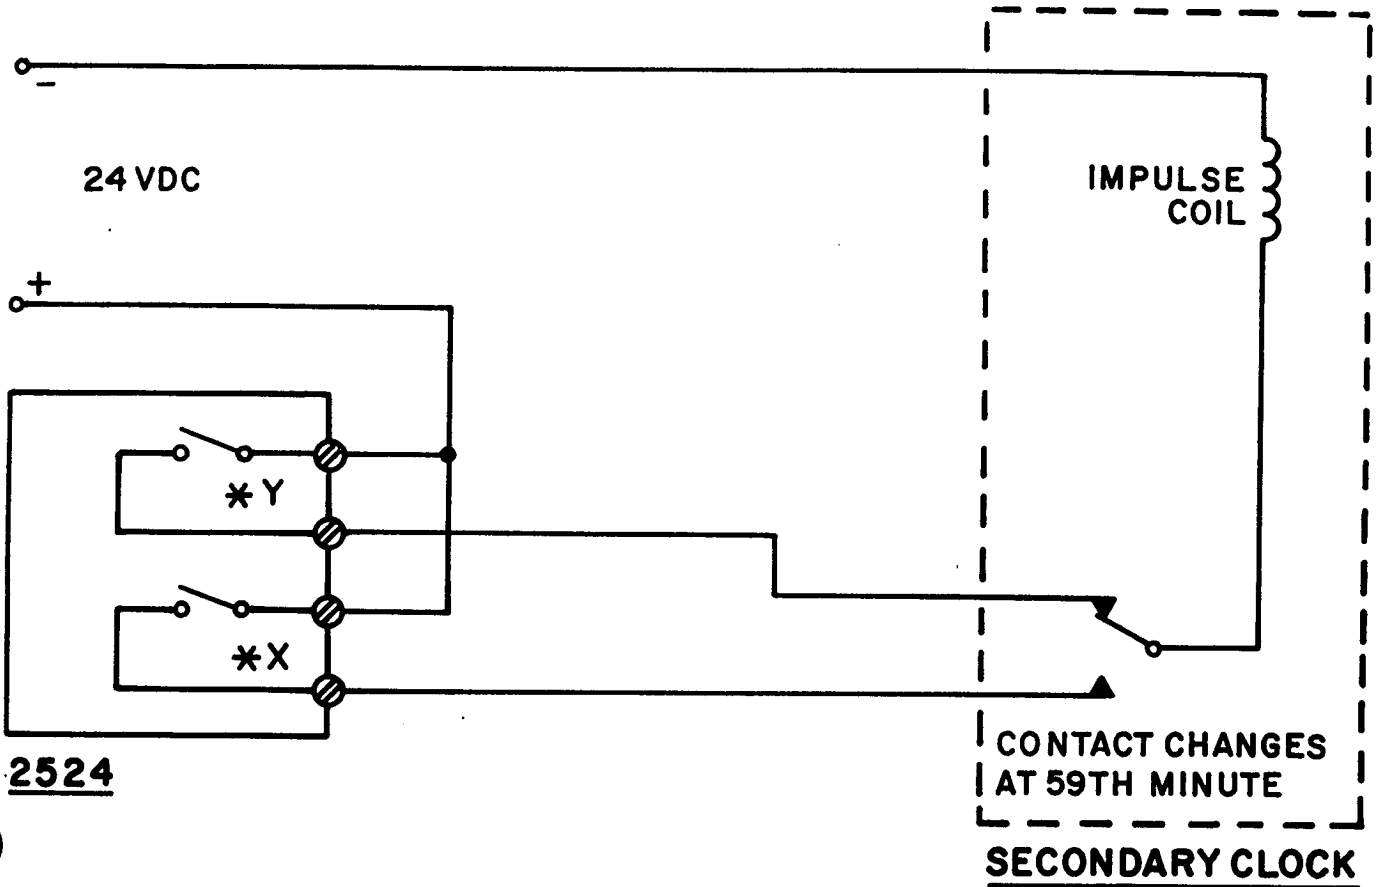 −
24 VDC
+
IMPULSE
COIL
* Y
* X
2524
CONTACT CHANGES
AT 59TH MINUTE
SECONDARY CLOCK